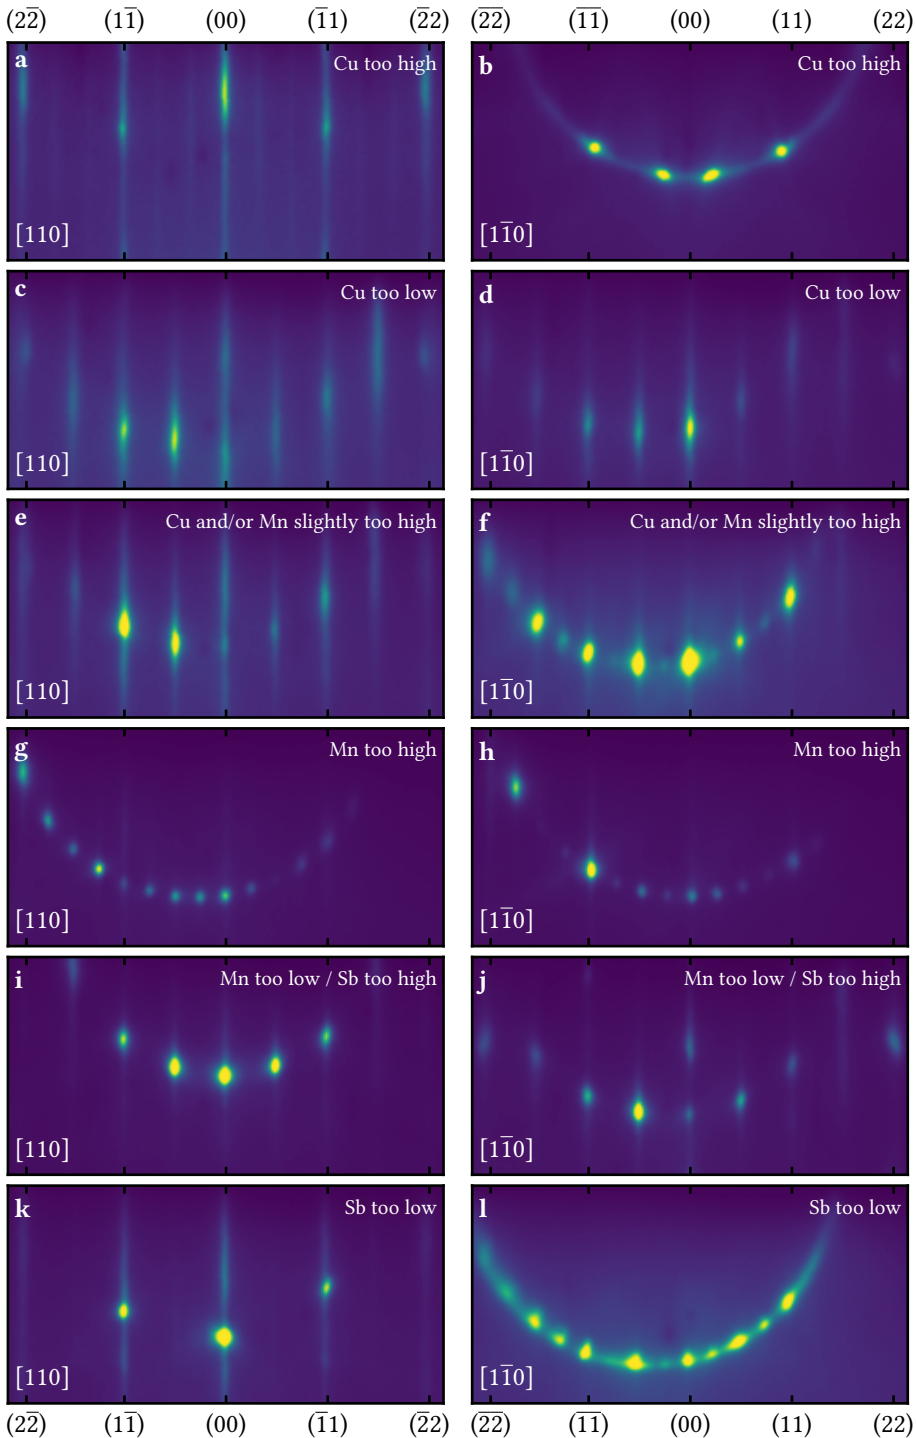 (22̅) (11̅) (00) (1̅1) (2̅2) (2̅2̅) (1̅1̅) (00) (11) (22)
a Cu too high b Cu too high
[110] [11̅0]
c Cu too low d Cu too low
[110] [11̅0]
e Cu and/or Mn slightly too high f Cu and/or Mn slightly too high
[110] [11̅0]
g Mn too high h Mn too high
[110] [11̅0]
i Mn too low / Sb too high j Mn too low / Sb too high
[110] [11̅0]
k Sb too low l Sb too low
[110] [11̅0]
(22̅) (11̅) (00) (1̅1) (2̅2) (2̅2̅) (1̅1̅) (00) (11) (22)